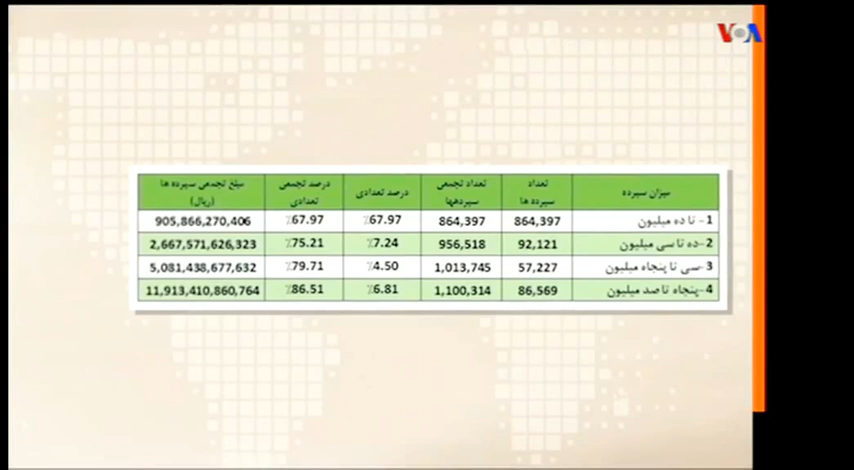 VOA
میزان سپرده تعداد سپرده ها تعداد تجمعی سپردهها درصد تعدادی درصد تجمعی تعدادی مبلغ تجمعی سپرده ها (ریال)
1- تا ده میلیون 864,397 864,397 ٪67.97 ٪67.97 905,866,270,406
2-ده تا سی میلیون 92,121 956,518 ٪7.24 ٪75.21 2,667,571,626,323
3-سی تا پنجاه میلیون 57,227 1,013,745 ٪4.50 ٪79.71 5,081,438,677,632
4-پنجاه تا صد میلیون 86,569 1,100,314 ٪6.81 ٪86.51 11,913,410,860,764